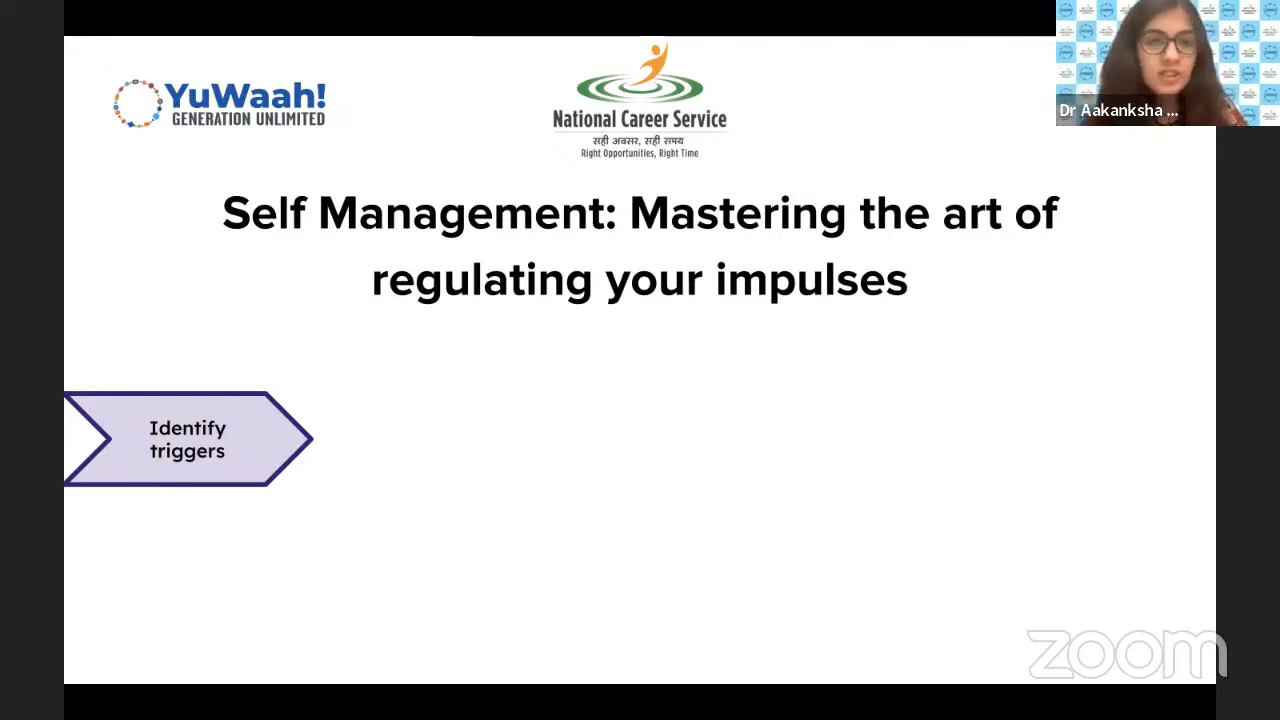 YuWaah!
GENERATION UNLIMITED
National Career Service
सही अवसर, सही समय
Right Opportunities, Right Time
Dr Aakanksha ...
Self Management: Mastering the art of
regulating your impulses
Identify
triggers
zoom